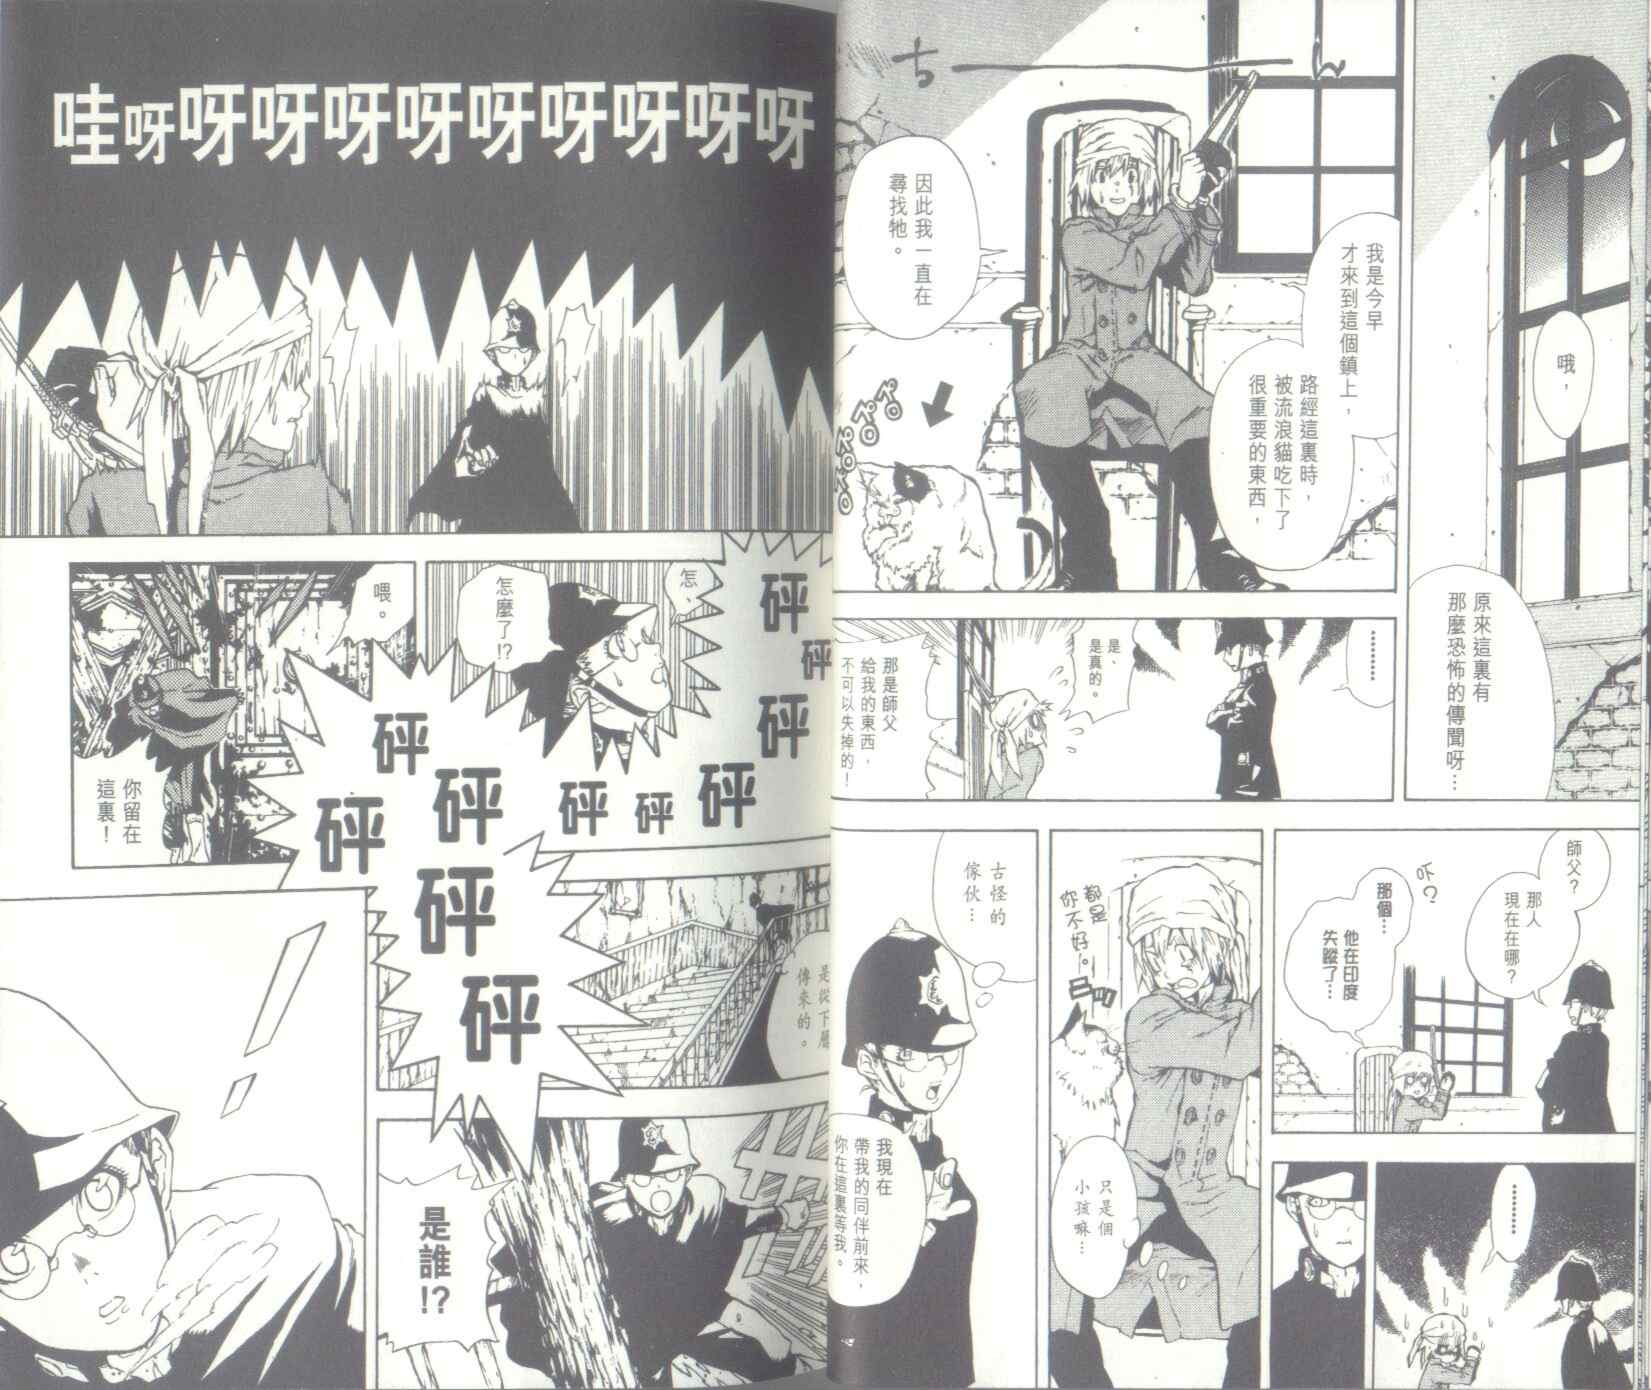 哦，
原來這裏有
那麼恐怖的傳聞呀…
我是今早
才來到這個鎮上，
路經這裏時，
被流浪貓吃下了
很重要的東西，
因此我一直在
尋找牠。
ペロペロペロ
…………
是、
是真的。
那是師父
給我的東西，
不可以失掉的！
師父？
那人
現在在哪？
咋？
那個…
他在印度
失蹤了…
…………
都是
你不好。
只是個
小孩嘛…
古怪的
傢伙…
我現在
帶我的同伴前來，
你在這裏等我。
哇呀呀呀呀呀呀呀呀呀呀
砰
砰
砰
砰
砰
砰
怎、
怎麼了!?
喂。
你留在
這裏！
砰
砰
砰
砰
砰
是從下層
傳來的。
是誰!?